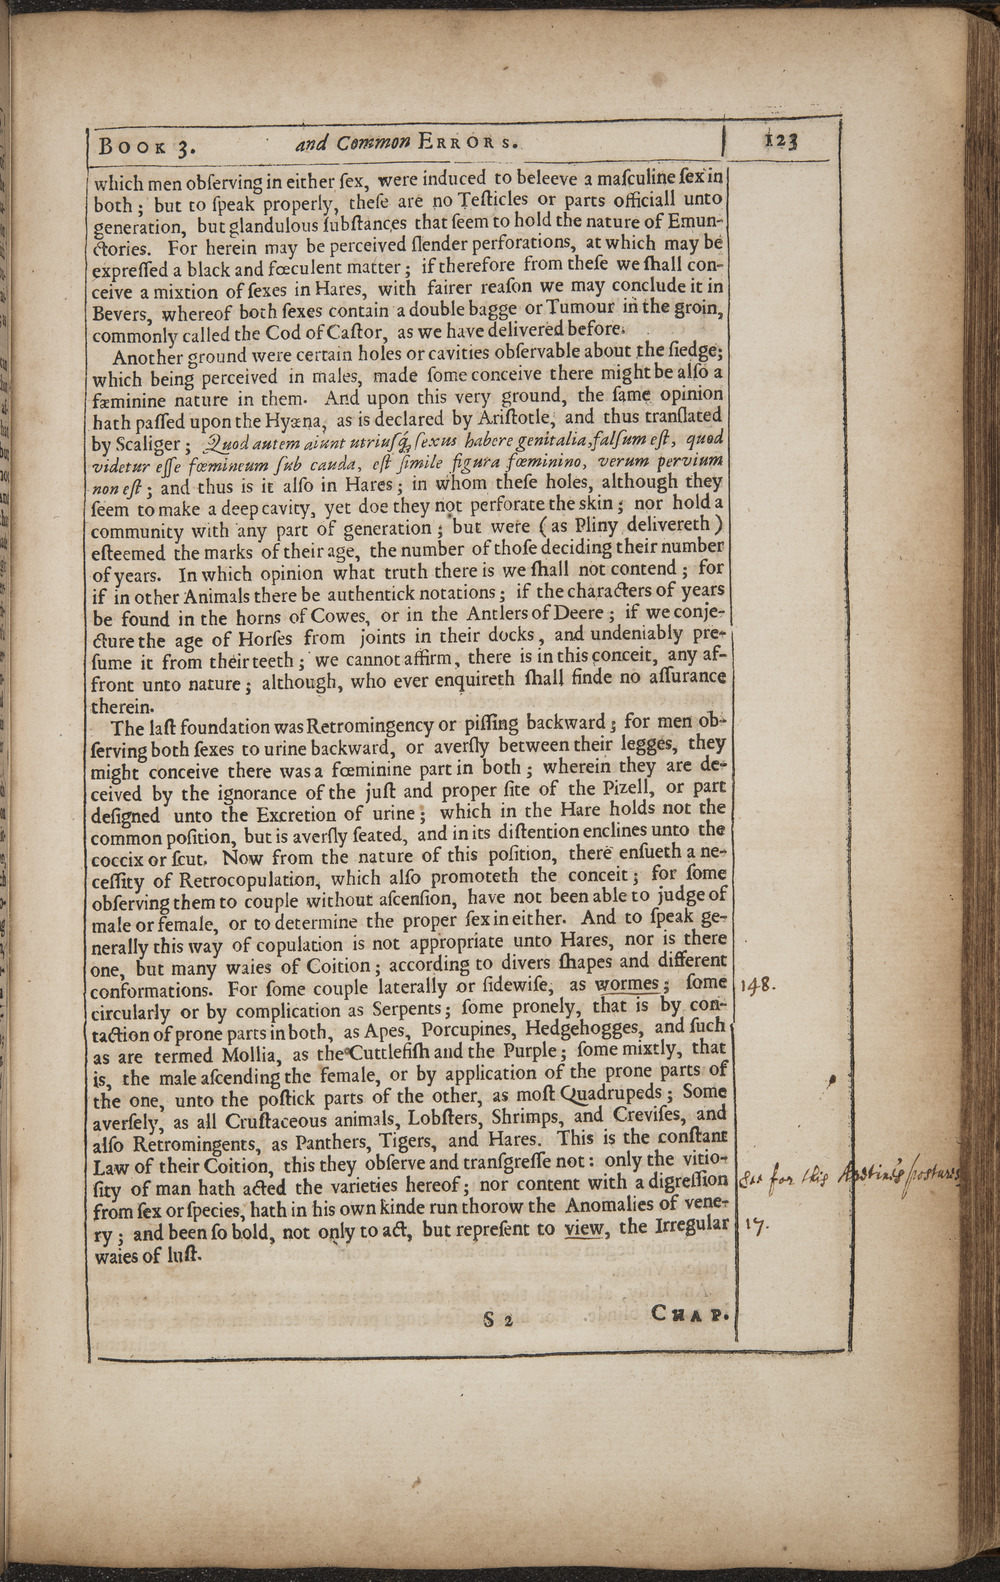 BOOK 3. and Common ERRORS. 123
which men obſerving in either ſex, were induced to beleeve a maſculine ſex in
both; but to ſpeak properly, theſe are no Teſticles or parts officiall unto
generation, but glandulous ſubſtances that ſeem to hold the nature of Emun-
ctories. For herein may be perceived ſlender perforations, at which may be
expreſſed a black and fœculent matter; if therefore from theſe we ſhall con-
ceive a mixtion of ſexes in Hares, with fairer reaſon we may conclude it in
Bevers, whereof both ſexes contain a double bagge or Tumour in the groin,
commonly called the Cod of Caſtor, as we have delivered before.
Another ground were certain holes or cavities obſervable about the ſiedge;
which being perceived in males, made ſome conceive there might be alſo a
fæminine nature in them. And upon this very ground, the ſame opinion
hath paſſed upon the Hyæna, as is declared by Ariſtotle, and thus tranſlated
by Scaliger; Quod autem aiunt utriuſq; ſexus habere genitalia, falſum eſt, quod
videtur eſſe fœmineum ſub cauda, eſt ſimile figura fœminino, verum pervium
non eſt; and thus is it alſo in Hares; in whom theſe holes, although they
ſeem to make a deep cavity, yet doe they not perforate the skin; nor hold a
community with any part of generation; but were (as Pliny delivereth)
eſteemed the marks of their age, the number of thoſe deciding their number
of years. In which opinion what truth there is we ſhall not contend; for
if in other Animals there be authentick notations; if the characters of years
be found in the horns of Cowes, or in the Antlers of Deere; if we conje-
cture the age of Horſes from joints in their docks, and undeniably pre-
ſume it from their teeth; we cannot affirm, there is in this conceit, any af-
front unto nature; although, who ever enquireth ſhall finde no aſſurance
therein.
The laſt foundation was Retromingency or piſſing backward; for men ob-
ſerving both ſexes to urine backward, or averſly between their legges, they
might conceive there was a fœminine part in both; wherein they are de-
ceived by the ignorance of the juſt and proper ſite of the Pizell, or part
deſigned unto the Excretion of urine; which in the Hare holds not the
common poſition, but is averſly ſeated, and in its diſtention enclines unto the
coccix or ſcut. Now from the nature of this poſition, there enſueth a ne-
ceſſity of Retrocopulation, which alſo promoteth the conceit; for ſome
obſerving them to couple without aſcenſion, have not been able to judge of
male or female, or to determine the proper ſex in either. And to ſpeak ge-
nerally this way of copulation is not appropriate unto Hares, nor is there
one, but many waies of Coition; according to divers ſhapes and different
conformations. For ſome couple laterally or ſidewiſe, as wormes; ſome 148.
circularly or by complication as Serpents; ſome pronely, that is by con-
taction of prone parts in both, as Apes, Porcupines, Hedgehogges, and ſuch
as are termed Mollia, as the Cuttlefiſh and the Purple; ſome mixtly, that
is, the male aſcending the female, or by application of the prone parts of
the one, unto the poſtick parts of the other, as moſt Quadrupeds; Some
averſely, as all Cruſtaceous animals, Lobſters, Shrimps, and Creviſes, and
alſo Retromingents, as Panthers, Tigers, and Hares. This is the conſtant
Law of their Coition, this they obſerve and tranſgreſſe not: only the vitio-
ſity of man hath acted the varieties hereof; nor content with a digreſſion See for this postures
from ſex or ſpecies, hath in his own kinde run thorow the Anomalies of vene-
ry; and been ſo bold, not only to act, but repreſent to view, the Irregular 17.
waies of luſt.
S 2 CHAP.